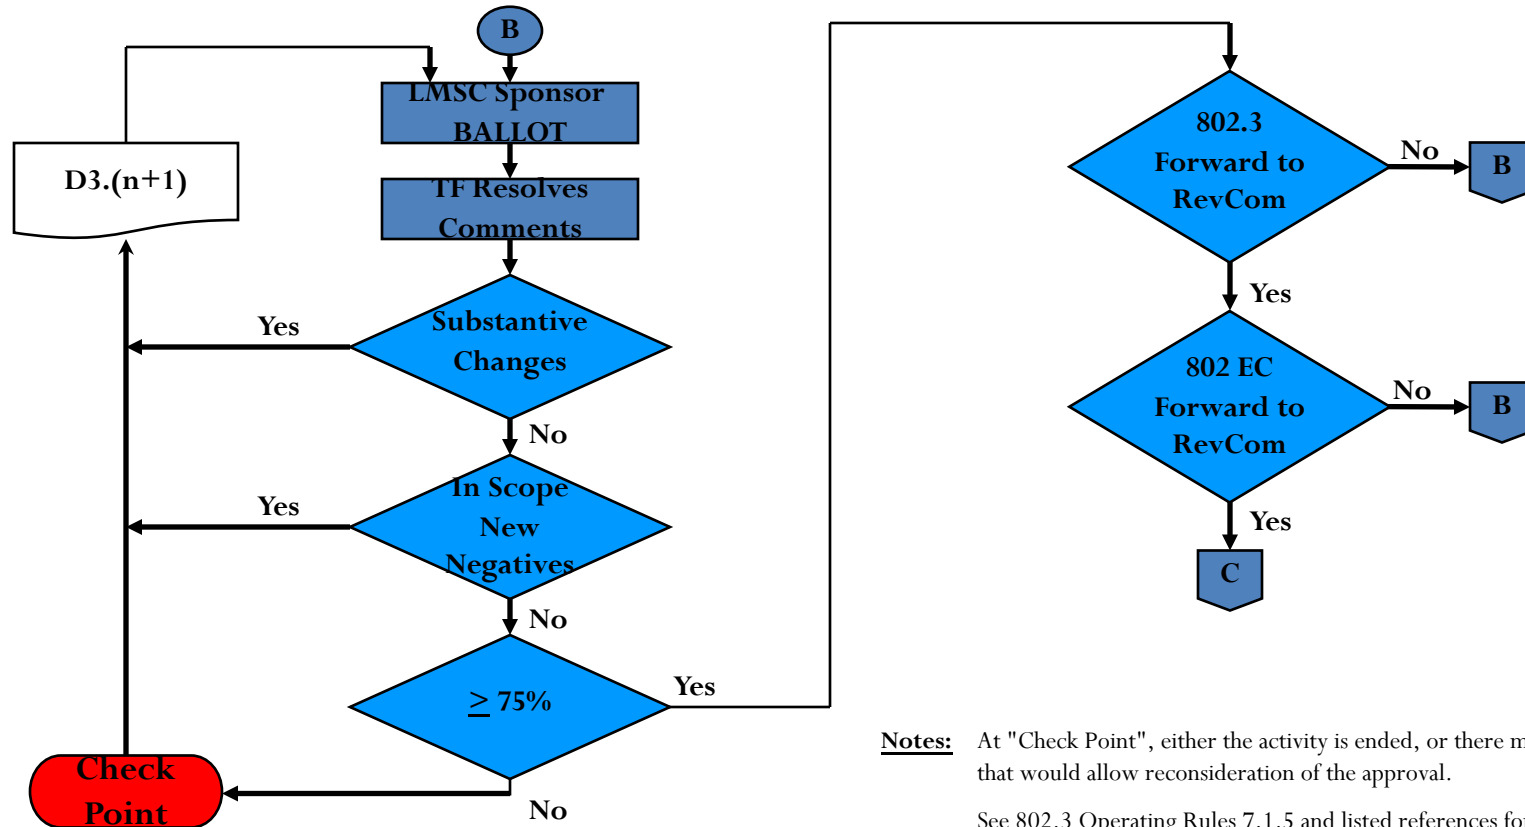 B
LMSC Sponsor
BALLOT
D3.(n+1)
TF Resolves
Comments
Substantive
Changes
Yes
No
In Scope
New
Negatives
Yes
No
≥ 75%
Yes
No
Check
Point
802.3
Forward to
RevCom
No
B
Yes
802 EC
Forward to
RevCom
No
B
Yes
C
Notes: At "Check Point", either the activity is ended, or there m
that would allow reconsideration of the approval.
See 802.3 Operating Rules 7.1.5 and listed references fo